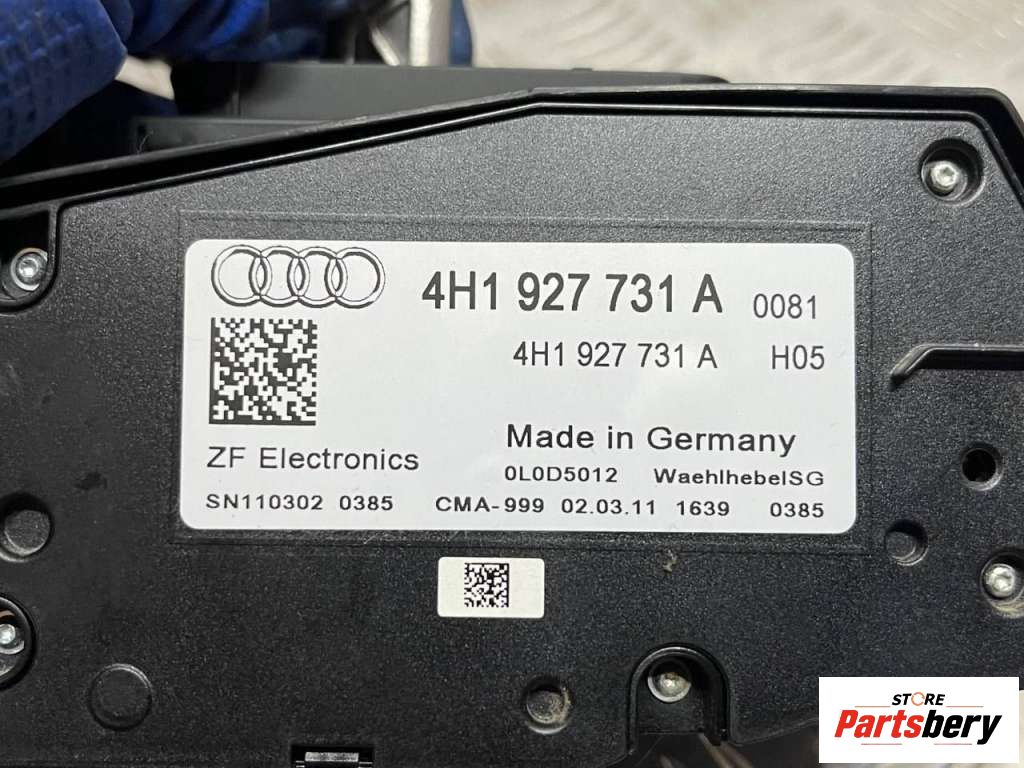 4H1 927 731 A 0081
4H1 927 731 A H05
Made in Germany
ZF Electronics
0L0D5012 WaehlhebelSG
SN110302 0385 CMA-999 02.03.11 1639 0385
STORE
Partsbery